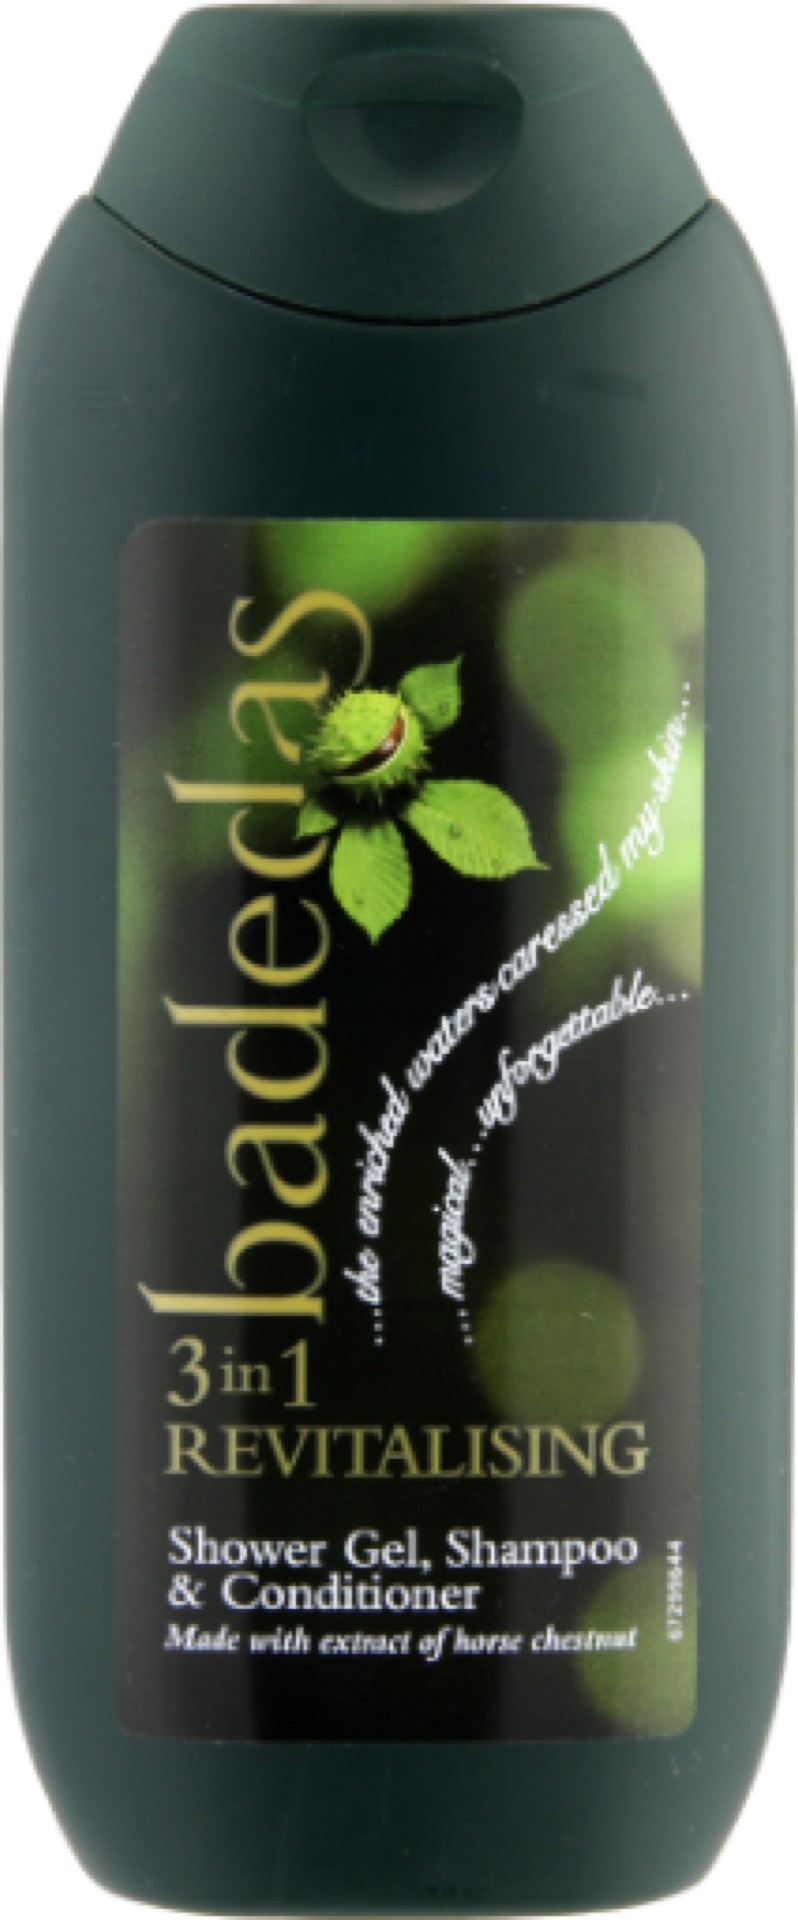 badedas
...the enriched waters caressed my skin...
...magical...unforgettable...
3 in 1
REVITALISING
Shower Gel, Shampoo
& Conditioner
Made with extract of horse chestnut